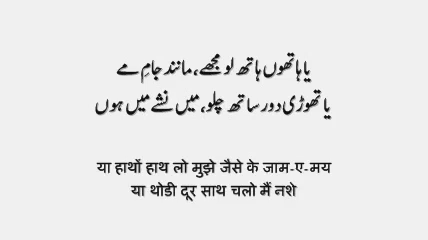 یا ہاتھوں ہاتھ لو مجھے، مانند جامِ مے
یا تھوڑی دور ساتھ چلو، میں نشے میں ہوں
या हाथों हाथ लो मुझे जैसे के जाम-ए-मय
या थोडी दूर साथ चलो मैं नशे